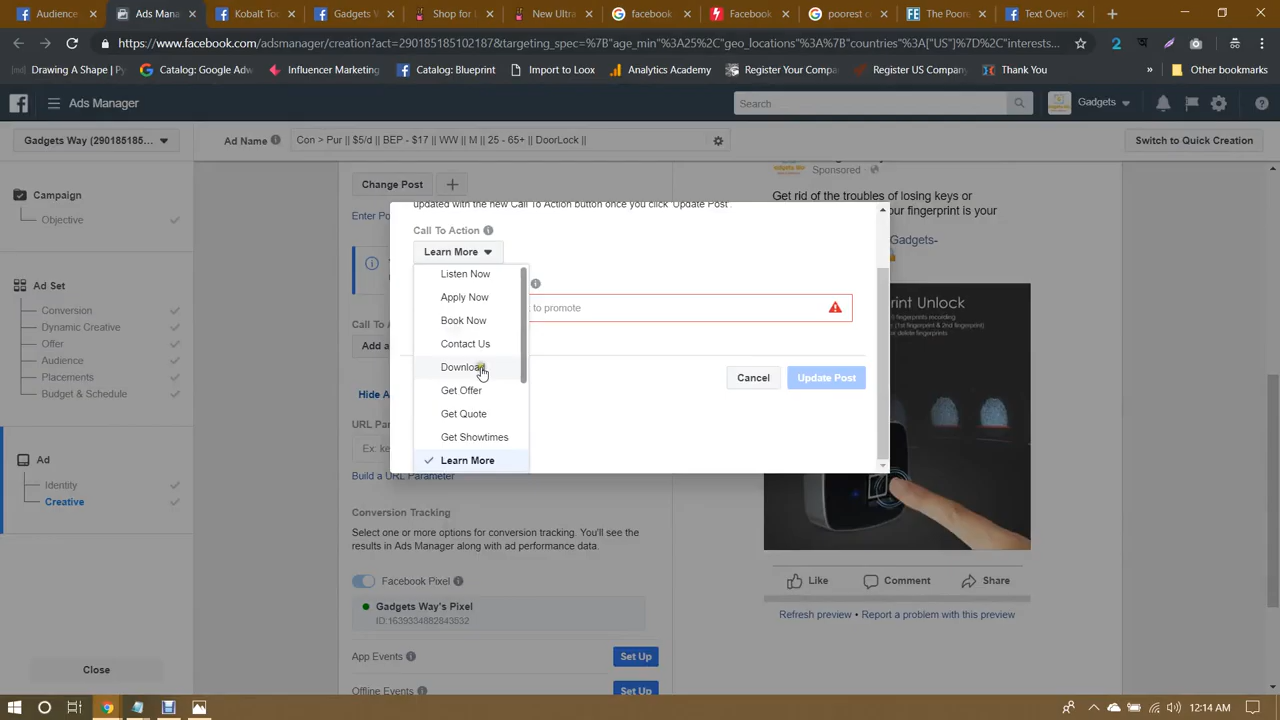 Audience
Ads Mana
Kobalt Too
Gadgets W
Shop for L
New Ultra
facebook
Facebook
poorest c
The Poore
Text Overl
https://www.facebook.com/adsmanager/creation?act=290185185102187&targeting_spec=%7B"age_min"%3A25%2C"geo_locations"%3A%7B"countries"%3A["US"]%7D%2C"interests...
Drawing A Shape | Py
Catalog: Google Adw
Influencer Marketing
Catalog: Blueprint
Import to Loox
Analytics Academy
Register Your Comp
Register US Company
Thank You
»
Other bookmarks
Ads Manager
Search
Gadgets
Gadgets Way (290185185...
Ad Name
Con > Pur || $5/d || BEP - $17 || WW || M || 25 - 65+ || DoorLock ||
Switch to Quick Creation
Campaign
Objective
Ad Set
Conversion
Dynamic Creative
Offer
Audience
Placements
Budget & Schedule
Ad
Identity
Creative
Close
Change Post
Enter Po
updated with the new Call To Action button once you click 'Update Post'.
Call To Action
Learn More
Listen Now
Apply Now
Book Now
Contact Us
Download
Get Offer
Get Quote
Get Showtimes
Learn More
to promote
Cancel
Update Post
Call To A
Add a
Hide A
URL Par
Ex: ke
Build a URL Parameter
Conversion Tracking
Select one or more options for conversion tracking. You'll see the
results in Ads Manager along with ad performance data.
Facebook Pixel
Gadgets Way's Pixel
ID:1639334882843532
App Events
Set Up
Offline Events
Set Up
Sponsored
Get rid of the troubles of losing keys or
our fingerprint is your
Gadgets-
rint Unlock
Like
Comment
Share
Refresh preview • Report a problem with this preview
12:14 AM